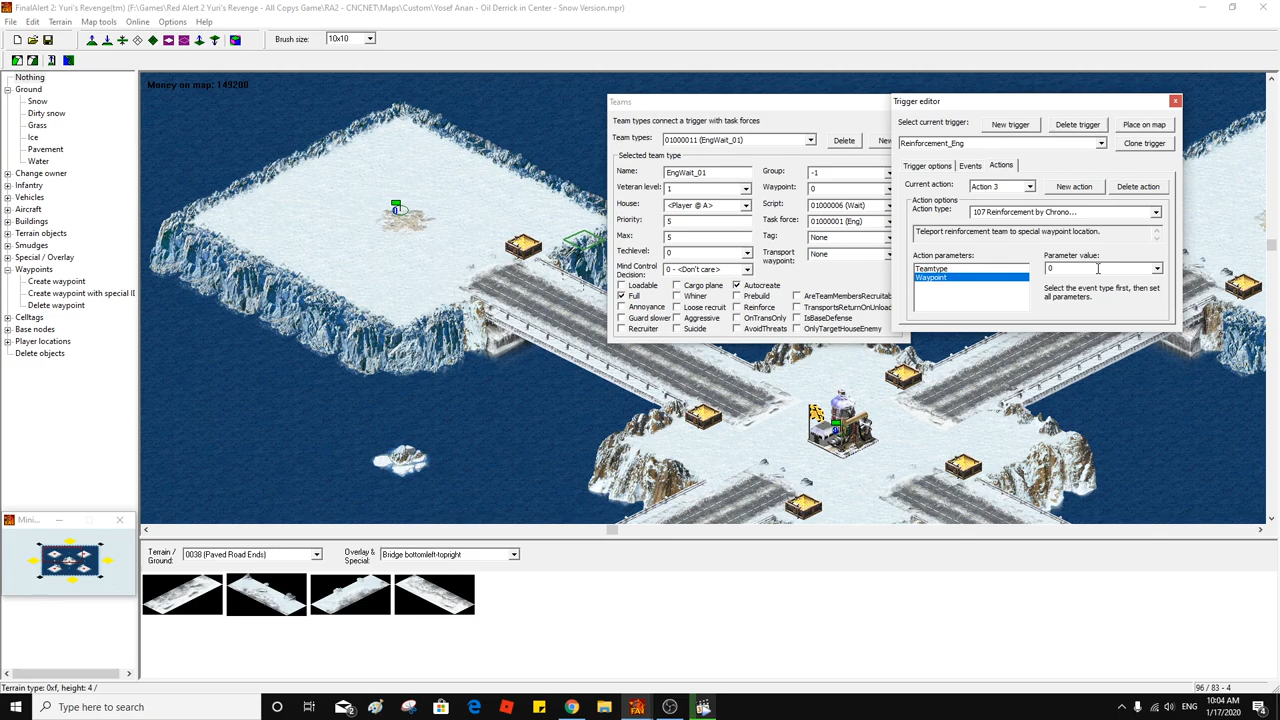 FinalAlert 2: Yuri's Revenge(tm) (F:\Games\Red Alert 2 Yuri's Revenge - All Copys Game\RA2 - CNCNET\Maps\Custom\Yosef Anan - Oil Derrick in Center - Snow Version.mpr)
File Edit Terrain Map tools Online Options Help
Brush size: 10x10
Nothing
Ground
Snow
Dirty snow
Grass
Ice
Pavement
Water
Change owner
Infantry
Vehicles
Aircraft
Buildings
Terrain objects
Smudges
Special / Overlay
Waypoints
Create waypoint
Create waypoint with special I
Delete waypoint
Celltags
Base nodes
Player locations
Delete objects
Money on map: 149200
Teams
Team types connect a trigger with task forces
Team types: 01000011 (EngWait_01) Delete New
Selected team type
Name: EngWait_01 Group: -1
Veteran level: 1 Waypoint: 0
House: <Player @ A> Script: 01000006 (Wait)
Priority: 5 Task force: 01000001 (Eng)
Max: 5 Tag: None
Techlevel: 0 Transport waypoint: None
Mind Control Decision: 0 - <Don't care>
Loadable Cargo plane Autocreate
Full Whiner Prebuild AreTeamMembersRecruitab
Annoyance Loose recruit Reinforce TransportsReturnOnUnload
Guard slower Aggressive OnTransOnly IsBaseDefense
Recruiter Suicide AvoidThreats OnlyTargetHouseEnemy
Trigger editor
Select current trigger: New trigger Delete trigger Place on map
Reinforcement_Eng Clone trigger
Trigger options Events Actions
Current action: Action 3 New action Delete action
Action options
Action type: 107 Reinforcement by Chrono...
Teleport reinforcement team to special waypoint location.
Action parameters: Parameter value:
Teamtype 0
Waypoint
Select the event type first, then set all parameters.
Mini...
Terrain / Ground: 0038 (Paved Road Ends) Overlay & Special: Bridge bottomleft-topright
Terrain type: 0xf, height: 4 / 96 / 83 - 4
Type here to search
ENG
10:04 AM
1/17/2020